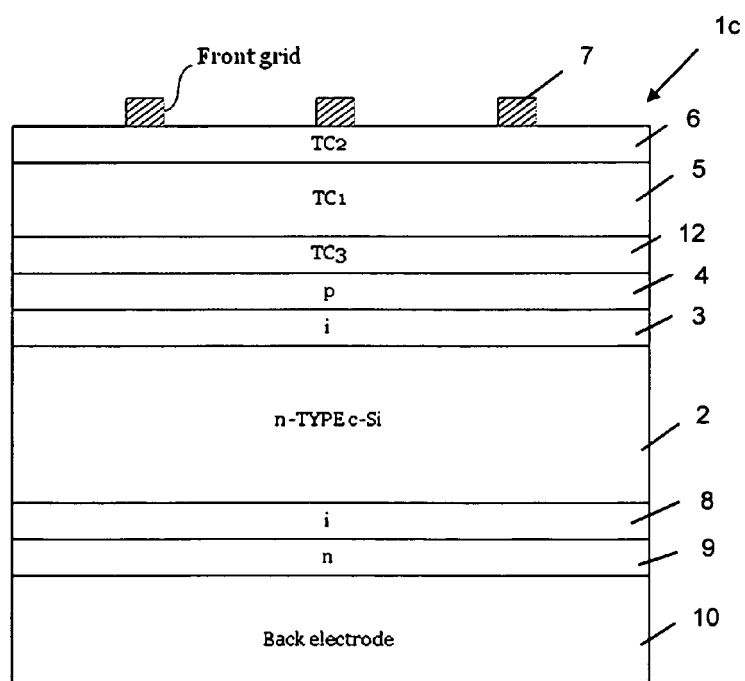 1c
Front grid
7
6
TC2
5
TC1
12
TC3
4
p
3
i
n-TYPE c-Si
2
8
i
9
n
10
Back electrode